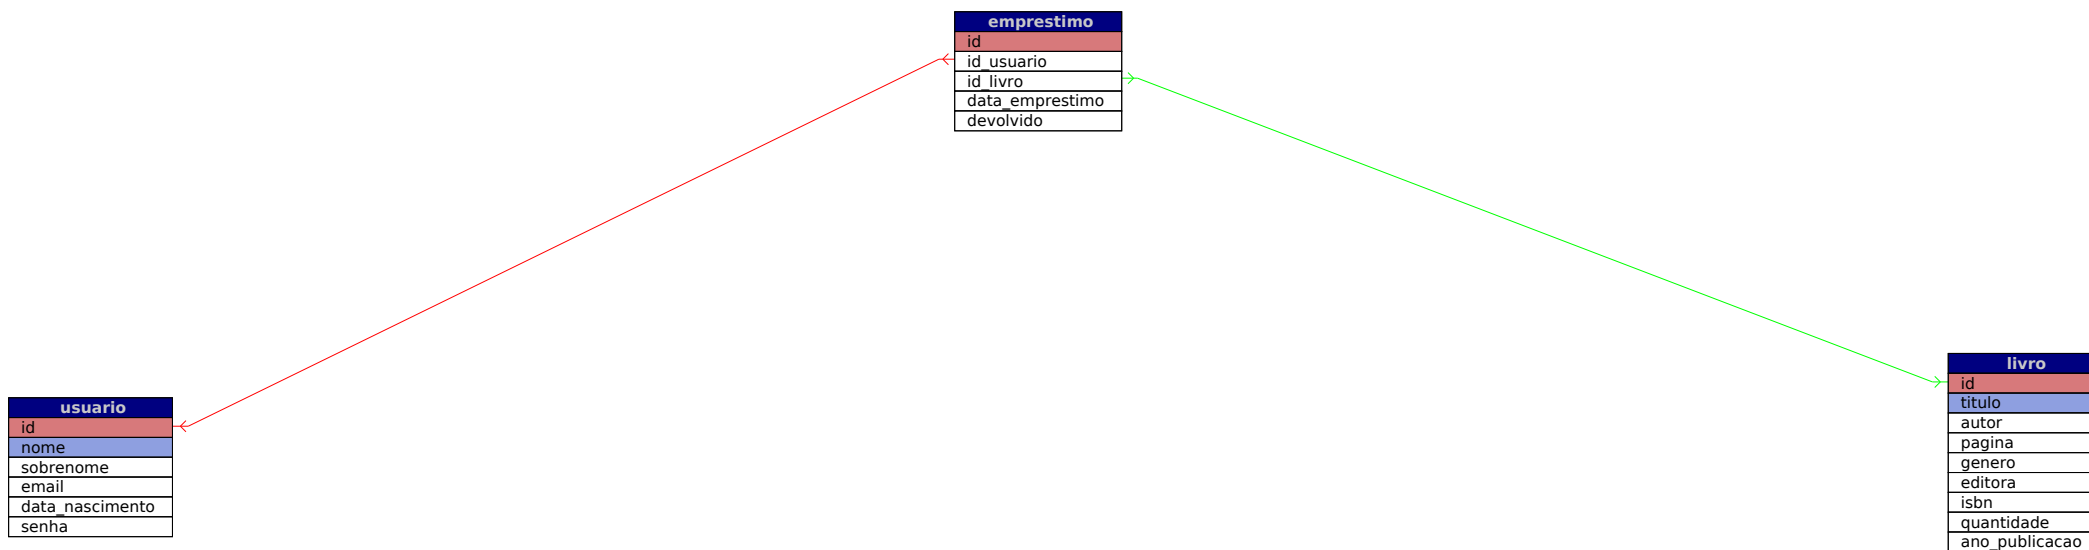 emprestimo
id
id_usuario
id_livro
data_emprestimo
devolvido
usuario
id
nome
sobrenome
email
data_nascimento
senha
livro
id
titulo
autor
pagina
genero
editora
isbn
quantidade
ano_publicacao